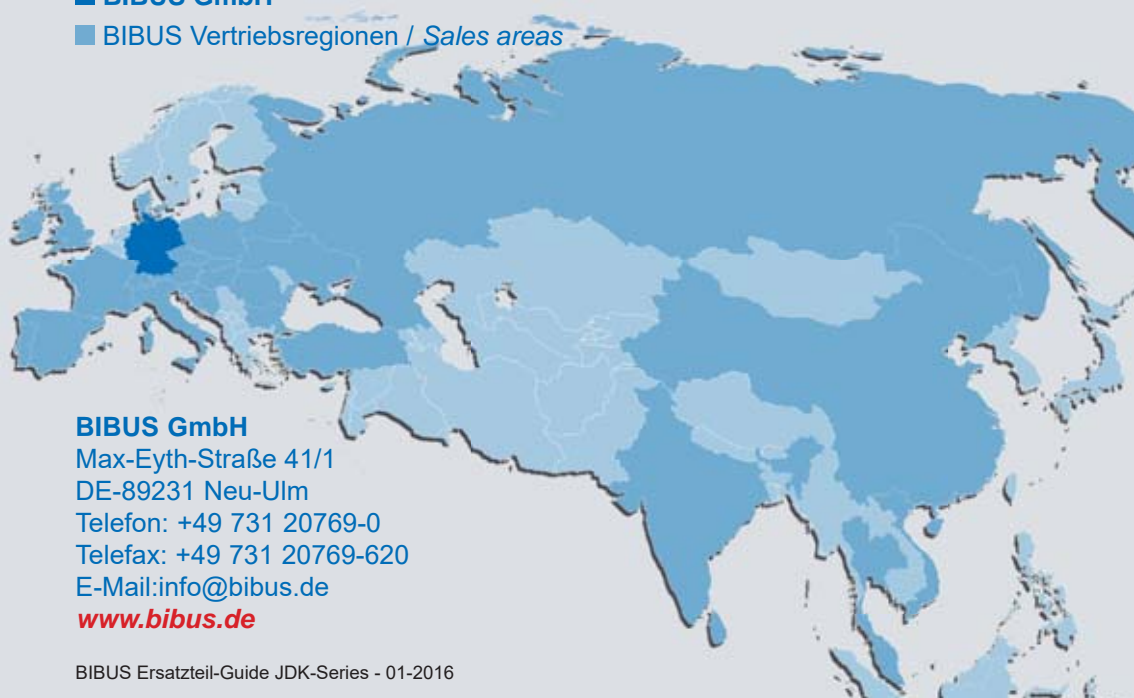 BIBUS GmbH
BIBUS Vertriebsregionen / Sales areas
BIBUS GmbH
Max-Eyth-Straße 41/1
DE-89231 Neu-Ulm
Telefon: +49 731 20769-0
Telefax: +49 731 20769-620
E-Mail:info@bibus.de
www.bibus.de
BIBUS Ersatzteil-Guide JDK-Series - 01-2016